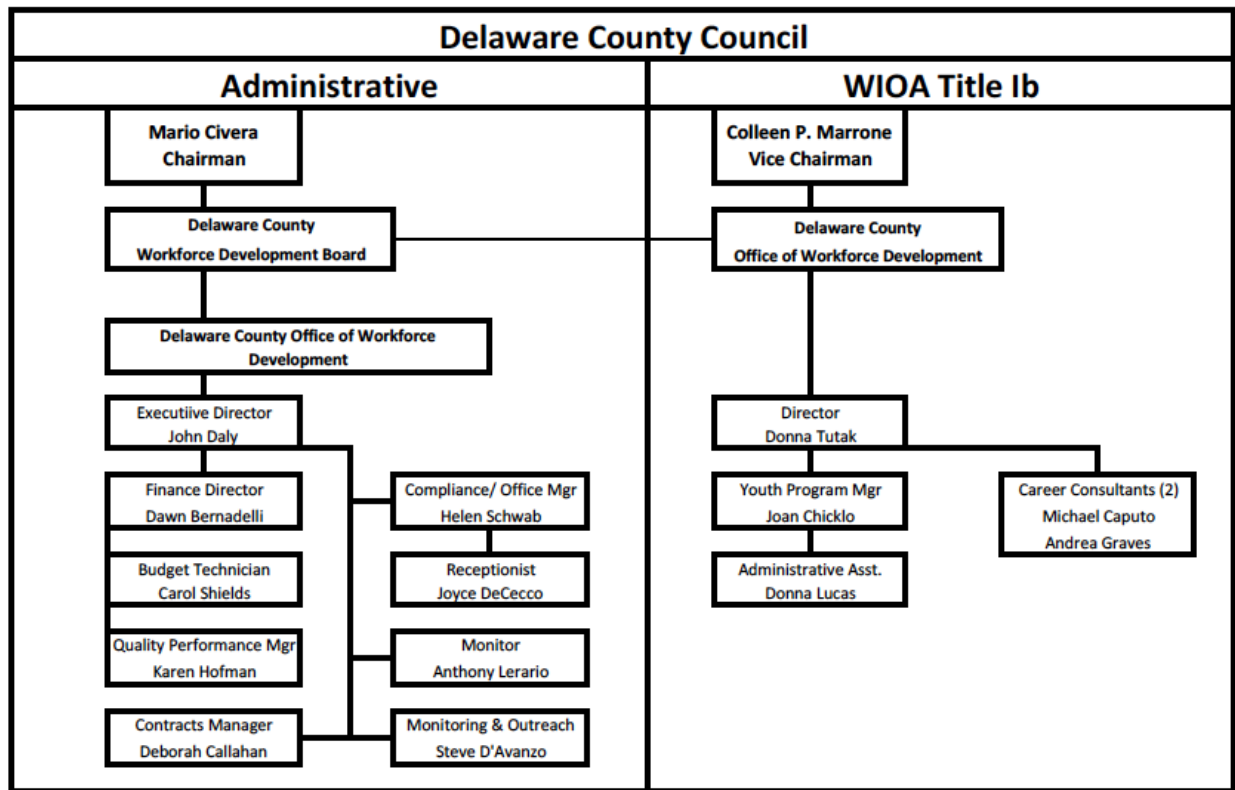 Delaware County Council
Administrative
WIOA Title Ib
Mario Civera
Chairman
Colleen P. Marrone
Vice Chairman
Delaware County
Workforce Development Board
Delaware County
Office of Workforce Development
Delaware County Office of Workforce
Development
Executiive Director
John Daly
Director
Donna Tutak
Finance Director
Dawn Bernadelli
Compliance/ Office Mgr
Helen Schwab
Youth Program Mgr
Joan Chicklo
Career Consultants (2)
Michael Caputo
Andrea Graves
Budget Technician
Carol Shields
Receptionist
Joyce DeCecco
Administrative Asst.
Donna Lucas
Quality Performance Mgr
Karen Hofman
Monitor
Anthony Lerario
Contracts Manager
Deborah Callahan
Monitoring & Outreach
Steve D'Avanzo